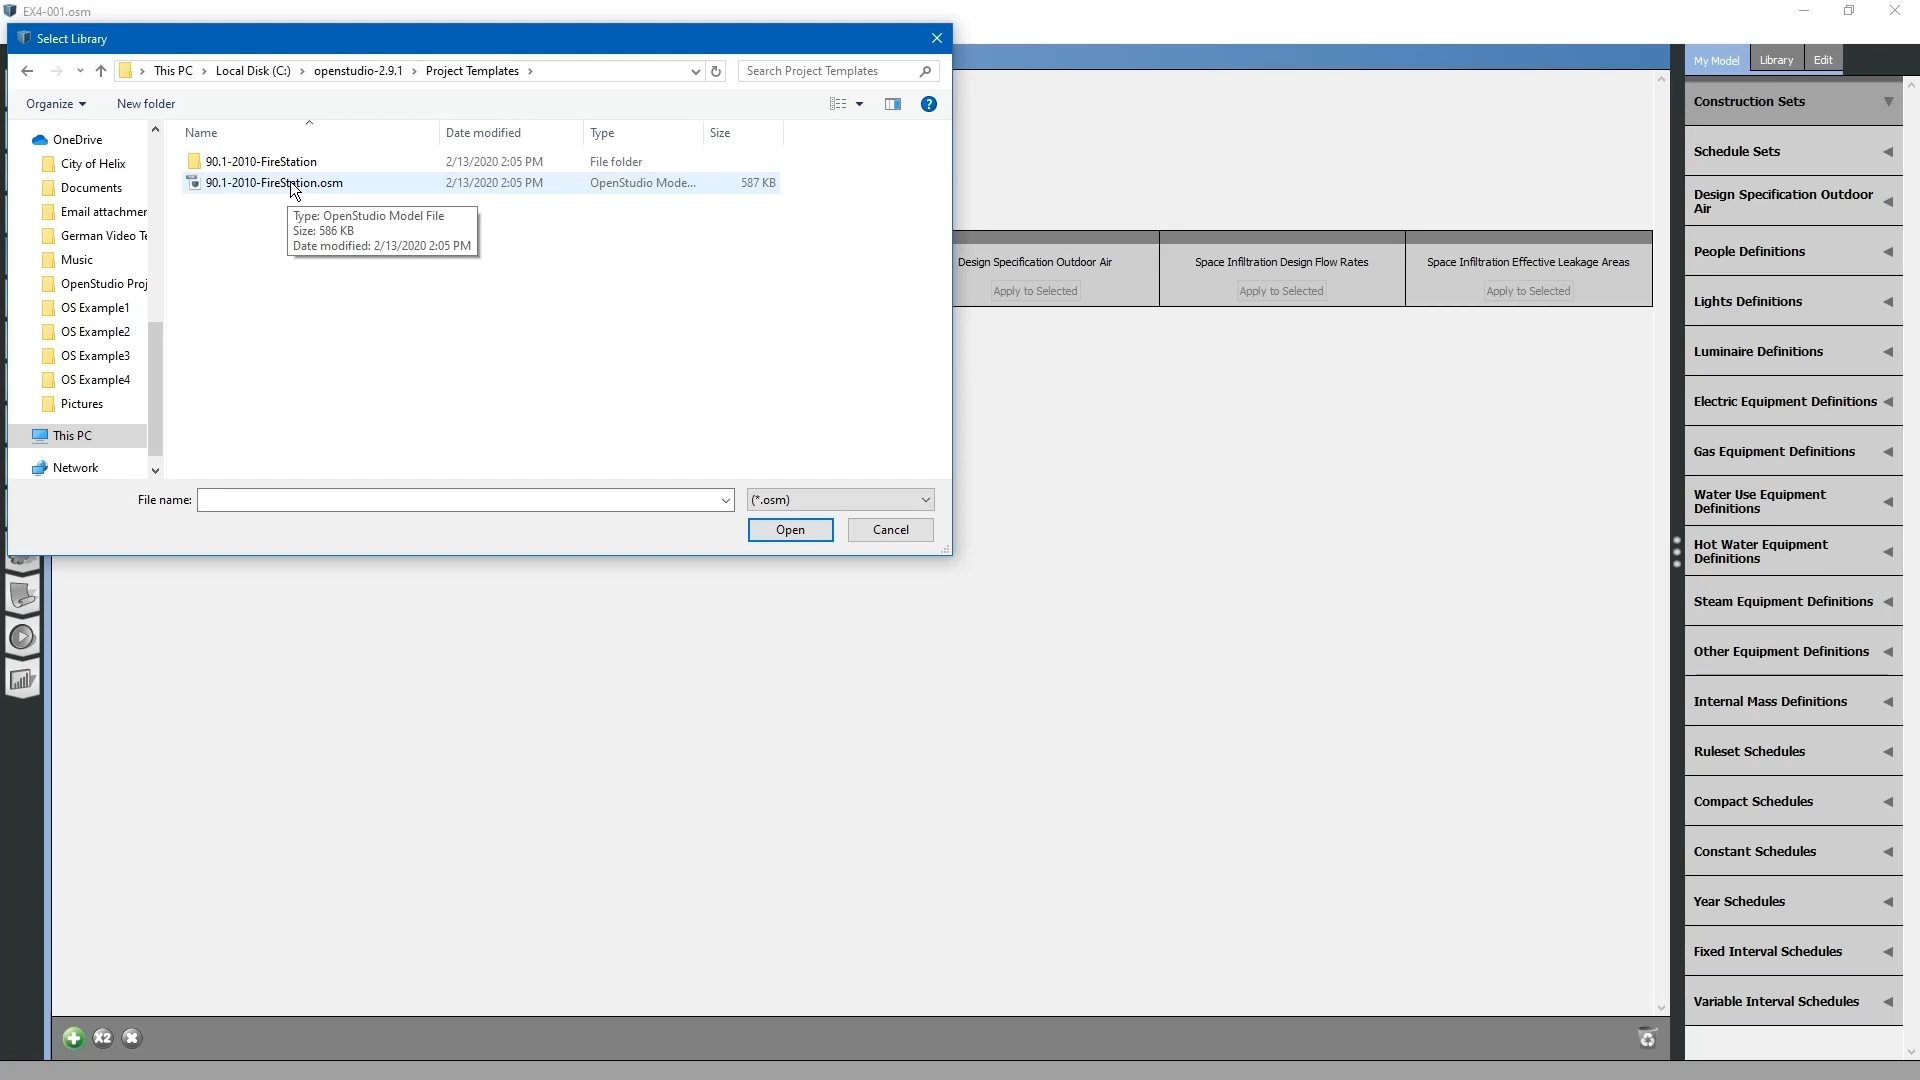 EX4-001.osm
Select Library
This PC > Local Disk (C:) > openstudio-2.9.1 > Project Templates >
Search Project Templates
Organize
New folder
?
OneDrive
City of Helix
Documents
Email attachmer
German Video Te
Music
OpenStudio Proj
OS Example1
OS Example2
OS Example3
OS Example4
Pictures
This PC
Network
Name Date modified Type Size
90.1-2010-FireStation 2/13/2020 2:05 PM File folder
90.1-2010-FireStation.osm 2/13/2020 2:05 PM OpenStudio Mode... 587 KB
Type: OpenStudio Model File
Size: 586 KB
Date modified: 2/13/2020 2:05 PM
File name:
(*.osm)
Open
Cancel
Design Specification Outdoor Air
Apply to Selected
Space Infiltration Design Flow Rates
Apply to Selected
Space Infiltration Effective Leakage Areas
Apply to Selected
My Model
Library
Edit
Construction Sets
Schedule Sets
Design Specification Outdoor
Air
People Definitions
Lights Definitions
Luminaire Definitions
Electric Equipment Definitions
Gas Equipment Definitions
Water Use Equipment
Definitions
Hot Water Equipment
Definitions
Steam Equipment Definitions
Other Equipment Definitions
Internal Mass Definitions
Ruleset Schedules
Compact Schedules
Constant Schedules
Year Schedules
Fixed Interval Schedules
Variable Interval Schedules
X2